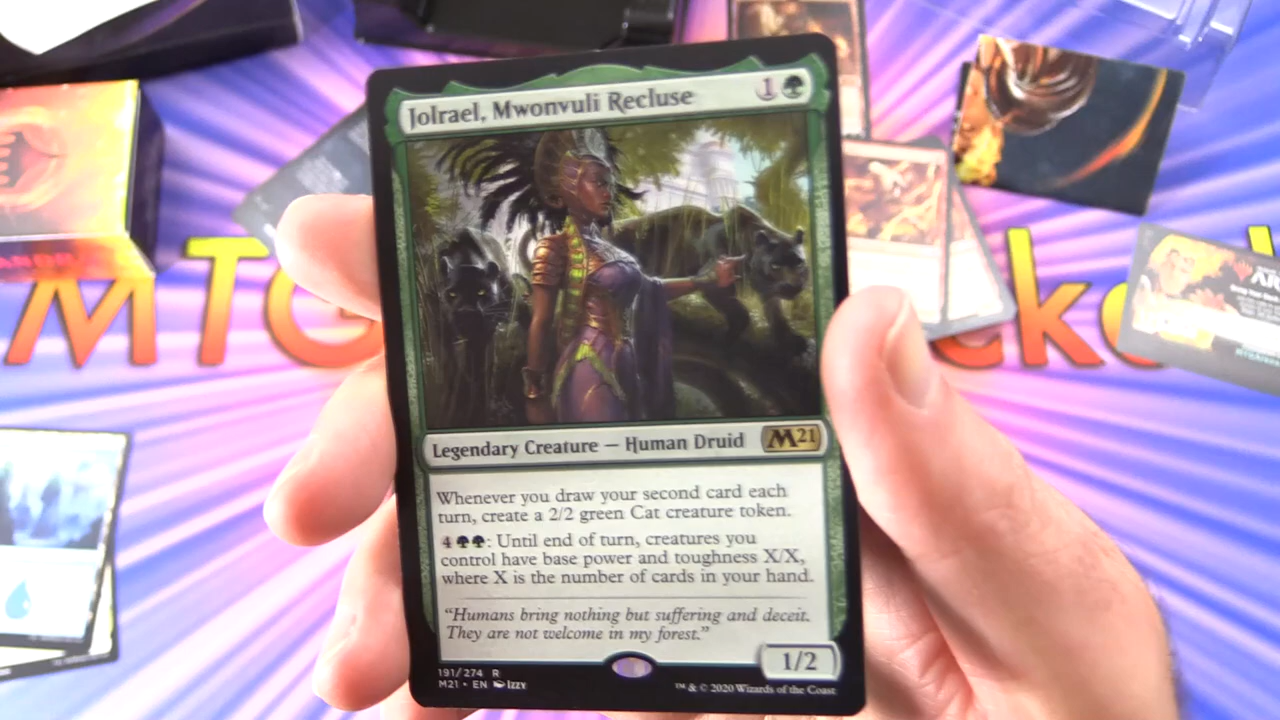 Jolrael, Mwonvuli Recluse 1
Legendary Creature — Human Druid M21
Whenever you draw your second card each
turn, create a 2/2 green Cat creature token.
4: Until end of turn, creatures you
control have base power and toughness X/X,
where X is the number of cards in your hand.
“Humans bring nothing but suffering and deceit.
They are not welcome in my forest.”
1/2
191/274 R
M21 • EN Izzy
™ & © 2020 Wizards of the Coast
MTG